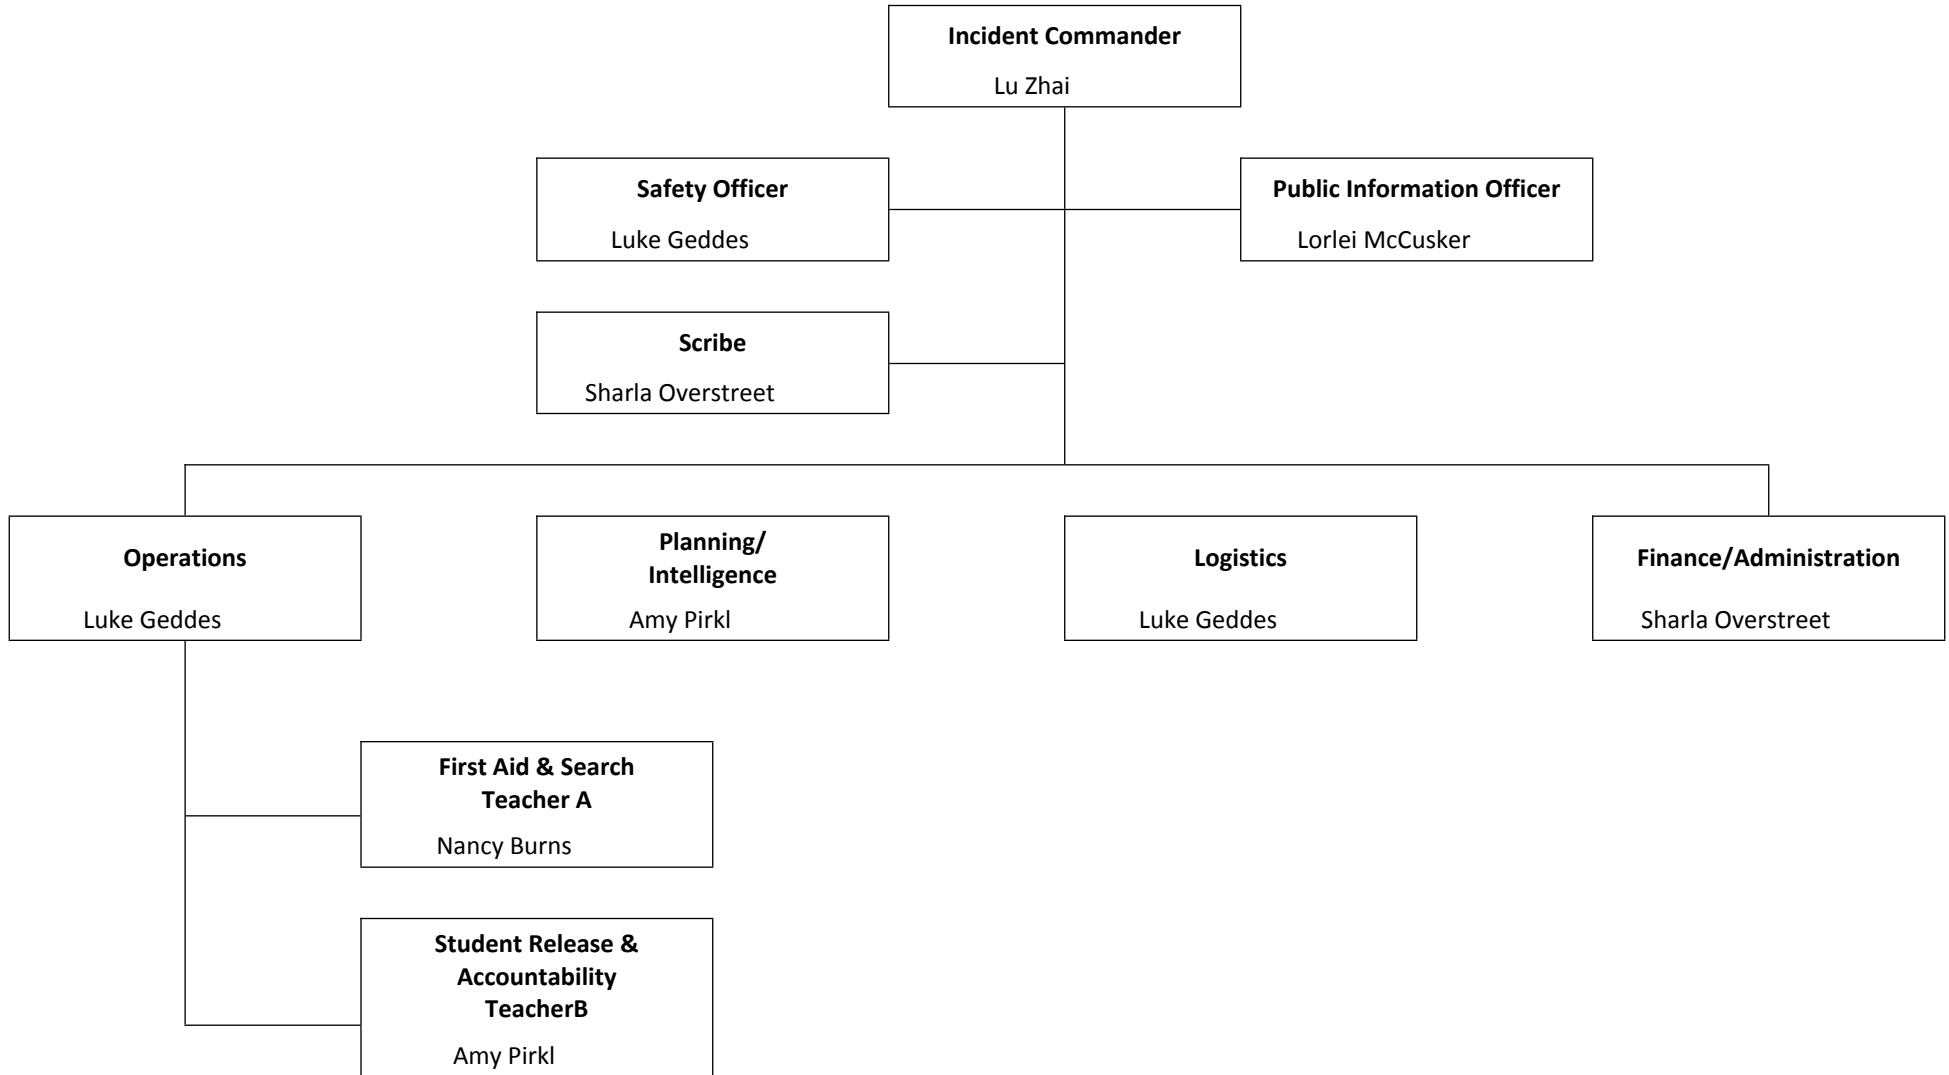 Incident Commander
Lu Zhai
Safety Officer
Luke Geddes
Public Information Officer
Lorlei McCusker
Scribe
Sharla Overstreet
Operations
Luke Geddes
Planning/
Intelligence
Amy Pirkl
Logistics
Luke Geddes
Finance/Administration
Sharla Overstreet
First Aid & Search
Teacher A
Nancy Burns
Student Release &
Accountability
TeacherB
Amy Pirkl